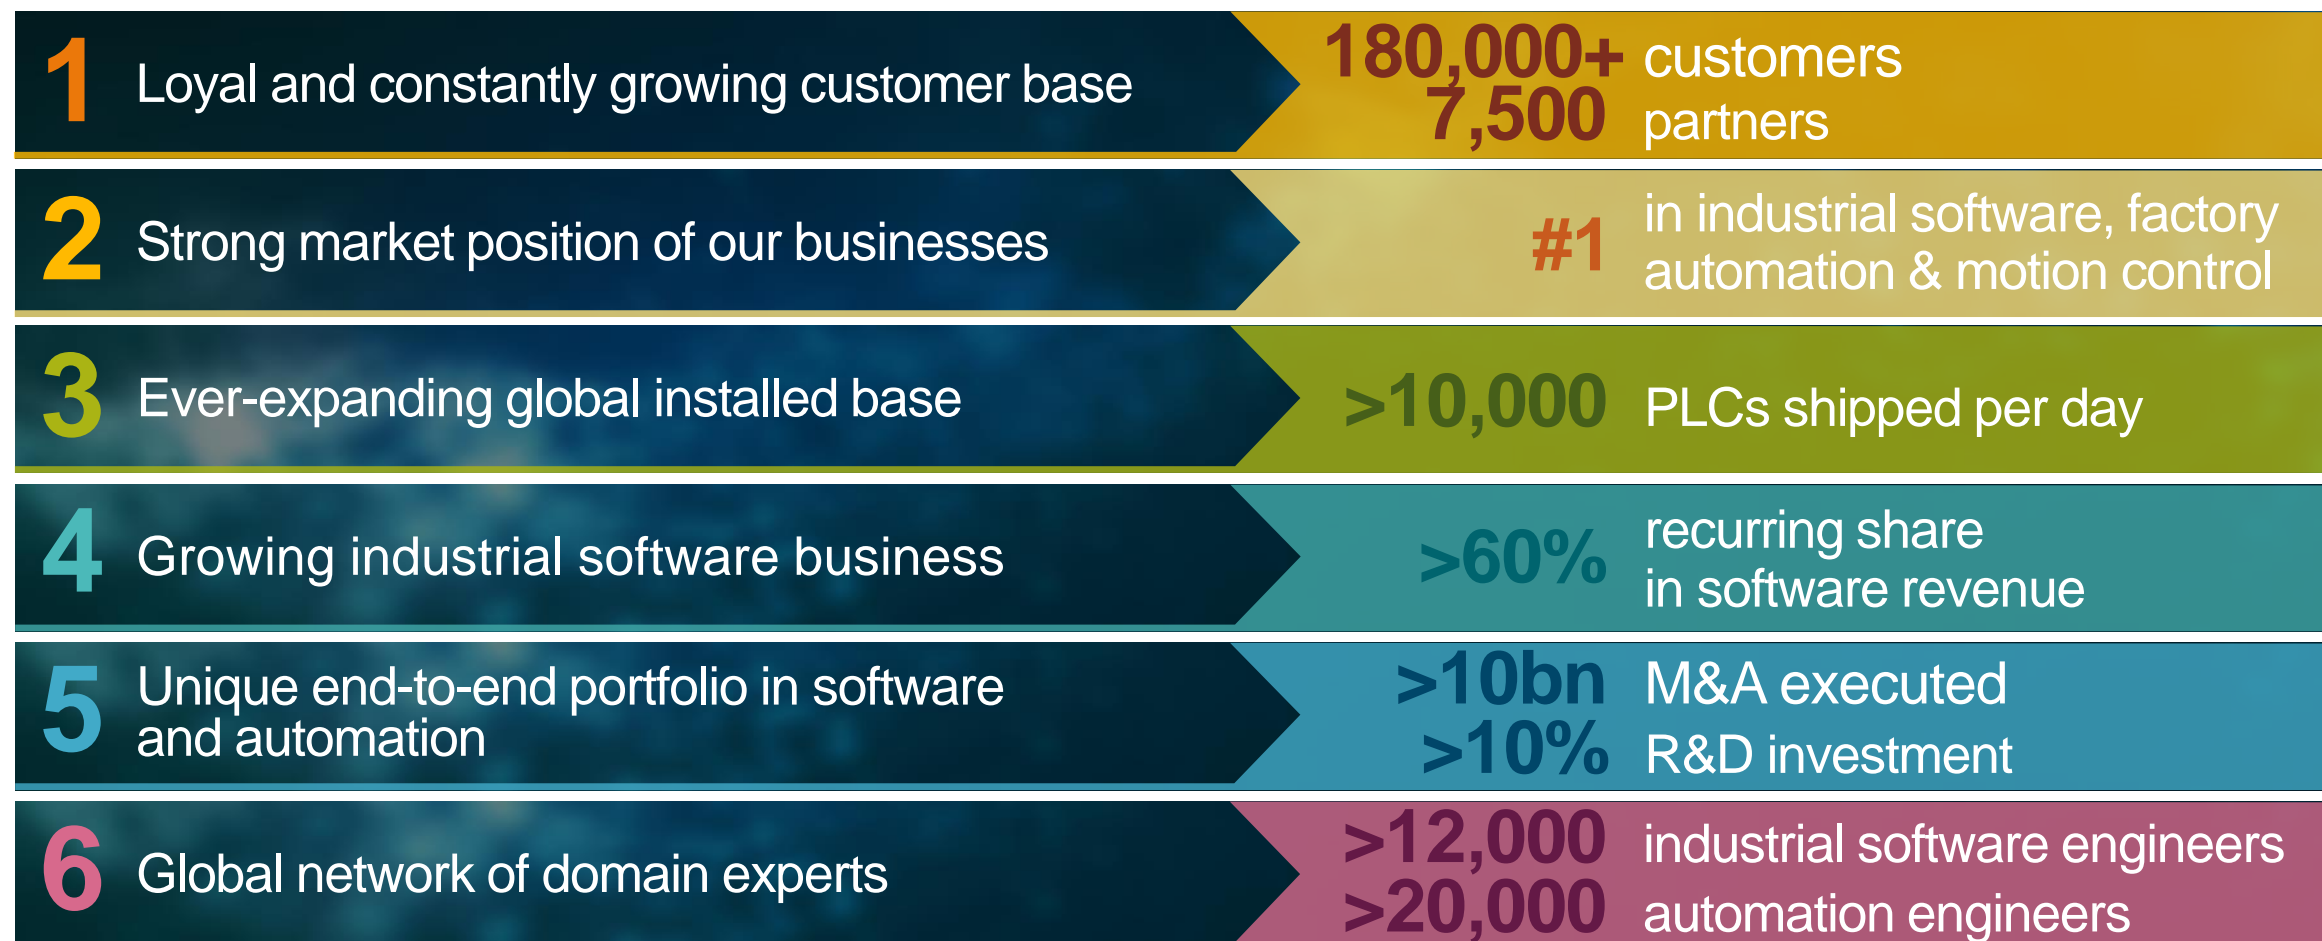 1 Loyal and constantly growing customer base
180,000+ customers
7,500 partners
2 Strong market position of our businesses
#1 in industrial software, factory
automation & motion control
3 Ever-expanding global installed base
>10,000 PLCs shipped per day
4 Growing industrial software business
>60% recurring share
in software revenue
5 Unique end-to-end portfolio in software
and automation
>10bn M&A executed
>10% R&D investment
6 Global network of domain experts
>12,000 industrial software engineers
>20,000 automation engineers